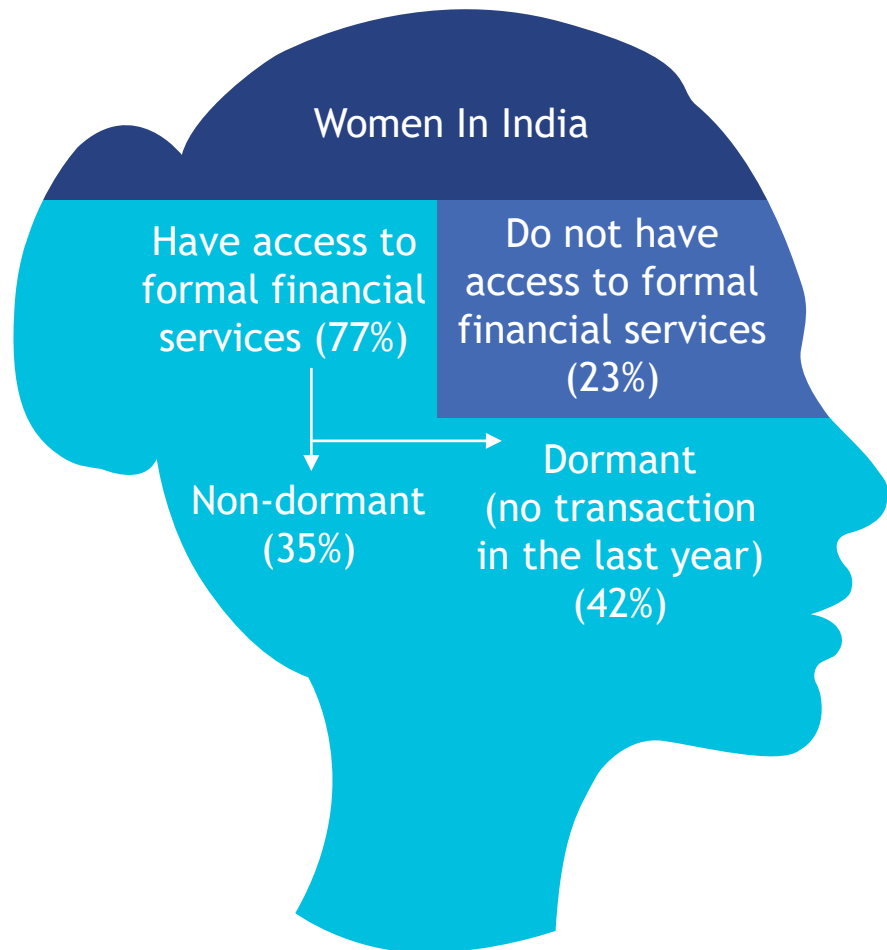 Women In India
Have access to
formal financial
services (77%)
Do not have
access to formal
financial services
(23%)
Non-dormant
(35%)
Dormant
(no transaction
in the last year)
(42%)